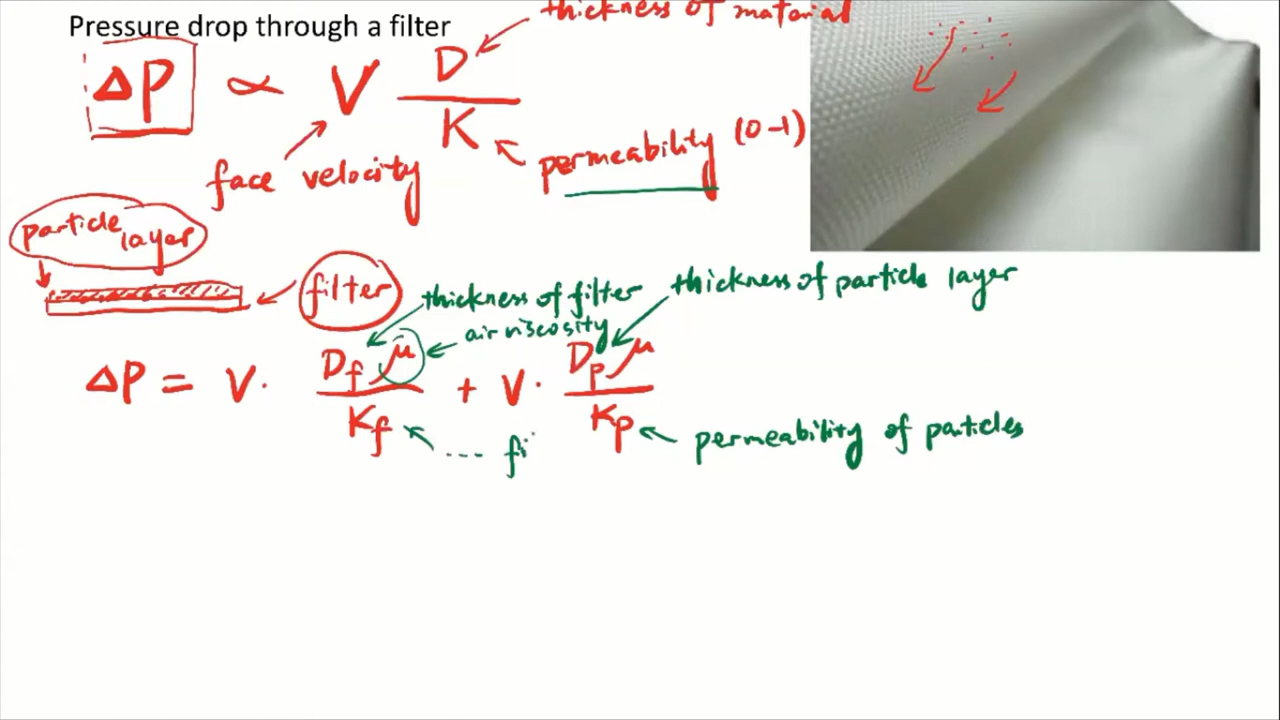 thickness of material
Pressure drop through a filter
ΔP ∝ V D/K
permeability (0-1)
face velocity
particle layer
filter
thickness of particle layer
thickness of filter
air viscosity
ΔP = V · Df μ / Kf + V · Dp μ / Kp
permeability of particles
--- fi